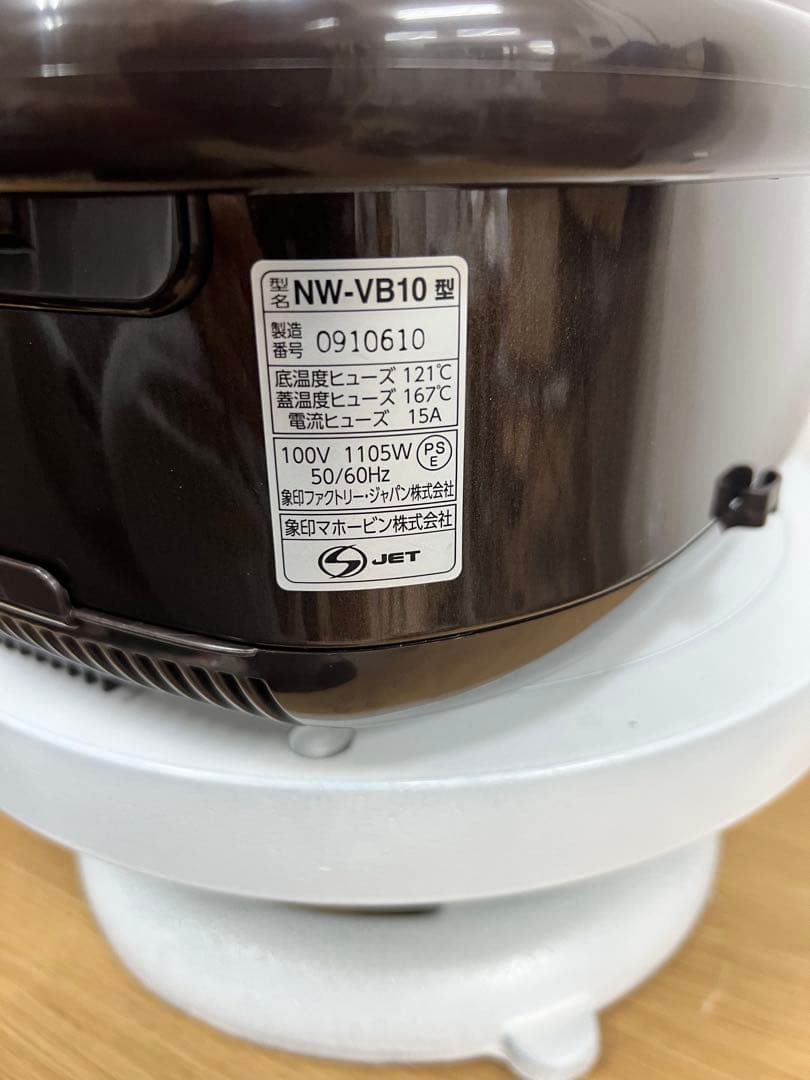 型名 NW-VB10 型
製造番号 0910610
底温度ヒューズ 121℃
蓋温度ヒューズ 167℃
電流ヒューズ 15A
100V 1105W PSE
50/60Hz
象印ファクトリー・ジャパン株式会社
象印マホービン株式会社
JET